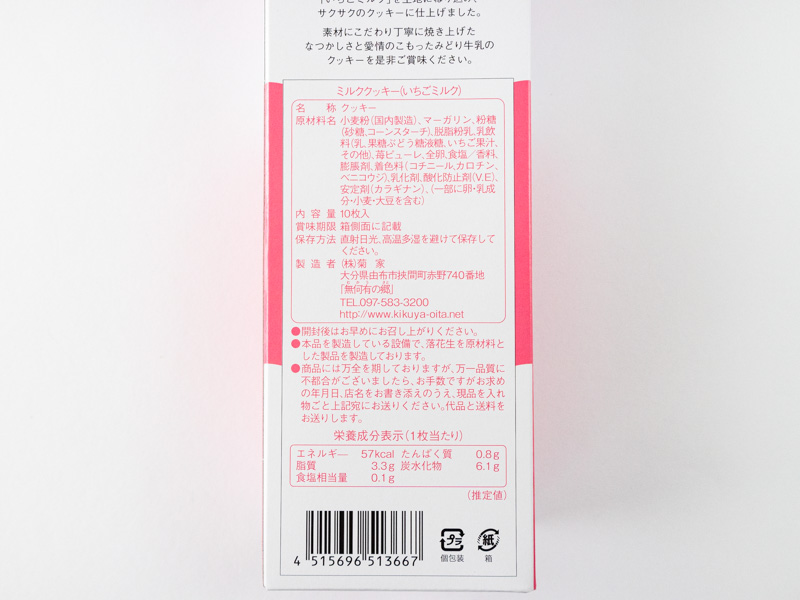 「いちごミルク」を生地にねり込み、
サクサクのクッキーに仕上げました。
素材にこだわり丁寧に焼き上げた
なつかしさと愛情のこもったみどり牛乳の
クッキーを是非ご賞味ください。
ミルククッキー(いちごミルク)
名称 クッキー
原材料名 小麦粉(国内製造)、マーガリン、粉糖
(砂糖、コーンスターチ)、脱脂粉乳、乳飲
料(乳、果糖ぶどう糖液糖、いちご果汁、
その他)、苺ピューレ、全卵、食塩/香料、
膨脹剤、着色料(コチニール、カロチン、
ベニコウジ)、乳化剤、酸化防止剤(V.E)、
安定剤(カラギナン)、(一部に卵・乳成
分・小麦・大豆を含む)
内容量 10枚入
賞味期限 箱側面に記載
保存方法 直射日光、高温多湿を避けて保存して
ください。
製造者 (株)菊家
大分県由布市挾間町赤野740番地
「無何有の郷」
TEL.097-583-3200
http://www.kikuya-oita.net
●開封後はお早めにお召し上がりください。
●本品を製造している設備で、落花生を原材料と
した製品を製造しております。
●商品には万全を期しておりますが、万一品質に
不都合がございましたら、お手数ですがお求め
の年月日、店名をお書き添えのうえ、現品を入れ
物ごと上記宛にお送りください。代品と送料を
お送りします。
栄養成分表示(1枚当たり)
エネルギー 57kcal たんぱく質 0.8g
脂質 3.3g 炭水化物 6.1g
食塩相当量 0.1g
(推定値)
4 515696 513667
プラ
個包装
紙
箱